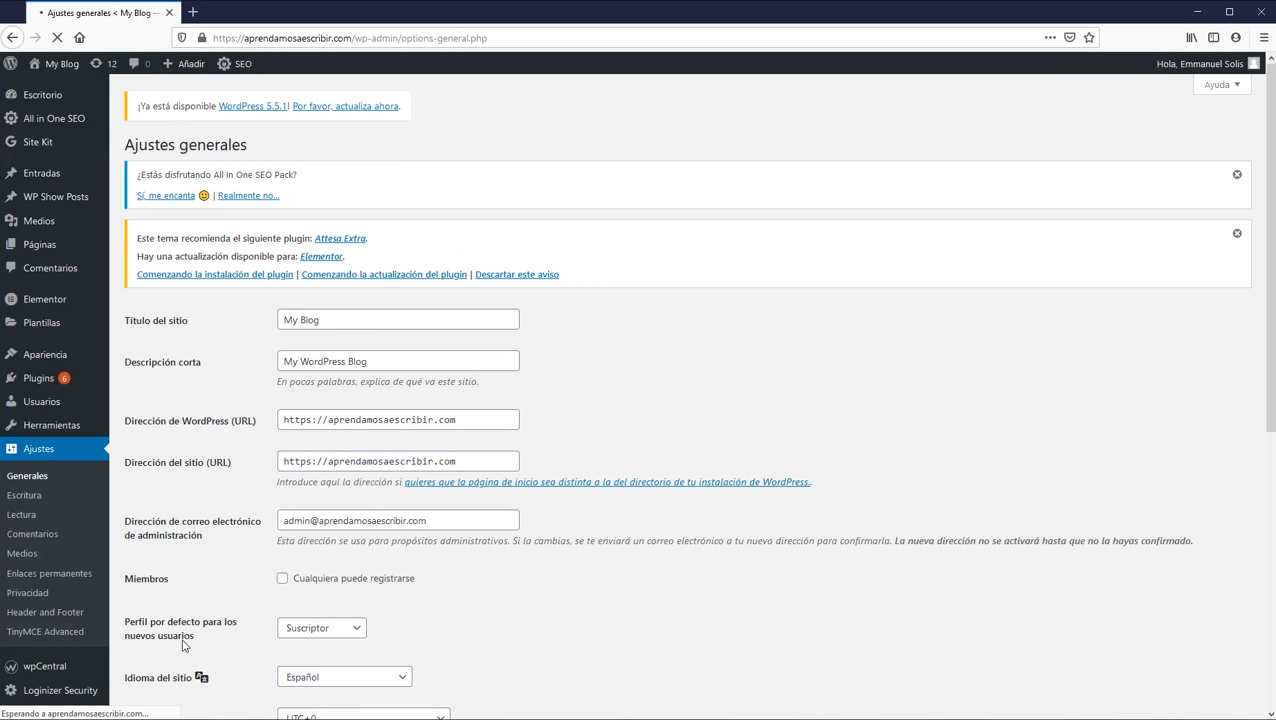 Ajustes generales < My Blog —
https://aprendamosaescribir.com/wp-admin/options-general.php
My Blog
12
0
Añadir
SEO
Hola, Emmanuel Solis
Ayuda
Escritorio
All in One SEO
Site Kit
Entradas
WP Show Posts
Medios
Páginas
Comentarios
Elementor
Plantillas
Apariencia
Plugins 6
Usuarios
Herramientas
Ajustes
Generales
Escritura
Lectura
Comentarios
Medios
Enlaces permanentes
Privacidad
Header and Footer
TinyMCE Advanced
wpCentral
Loginizer Security
¡Ya está disponible WordPress 5.5.1! Por favor, actualiza ahora.
Ajustes generales
¿Estás disfrutando All In One SEO Pack?
Sí, me encanta | Realmente no...
Este tema recomienda el siguiente plugin: Attesa Extra.
Hay una actualización disponible para: Elementor.
Comenzando la instalación del plugin | Comenzando la actualización del plugin | Descartar este aviso
Título del sitio
My Blog
Descripción corta
My WordPress Blog
En pocas palabras, explica de qué va este sitio.
Dirección de WordPress (URL)
https://aprendamosaescribir.com
Dirección del sitio (URL)
https://aprendamosaescribir.com
Introduce aquí la dirección si quieres que la página de inicio sea distinta a la del directorio de tu instalación de WordPress.
Dirección de correo electrónico
de administración
admin@aprendamosaescribir.com
Esta dirección se usa para propósitos administrativos. Si la cambias, se te enviará un correo electrónico a tu nueva dirección para confirmarla. La nueva dirección no se activará hasta que no la hayas confirmado.
Miembros
Cualquiera puede registrarse
Perfil por defecto para los
nuevos usuarios
Suscriptor
Idioma del sitio
Español
UTC+0
Esperando a aprendamosaescribir.com...